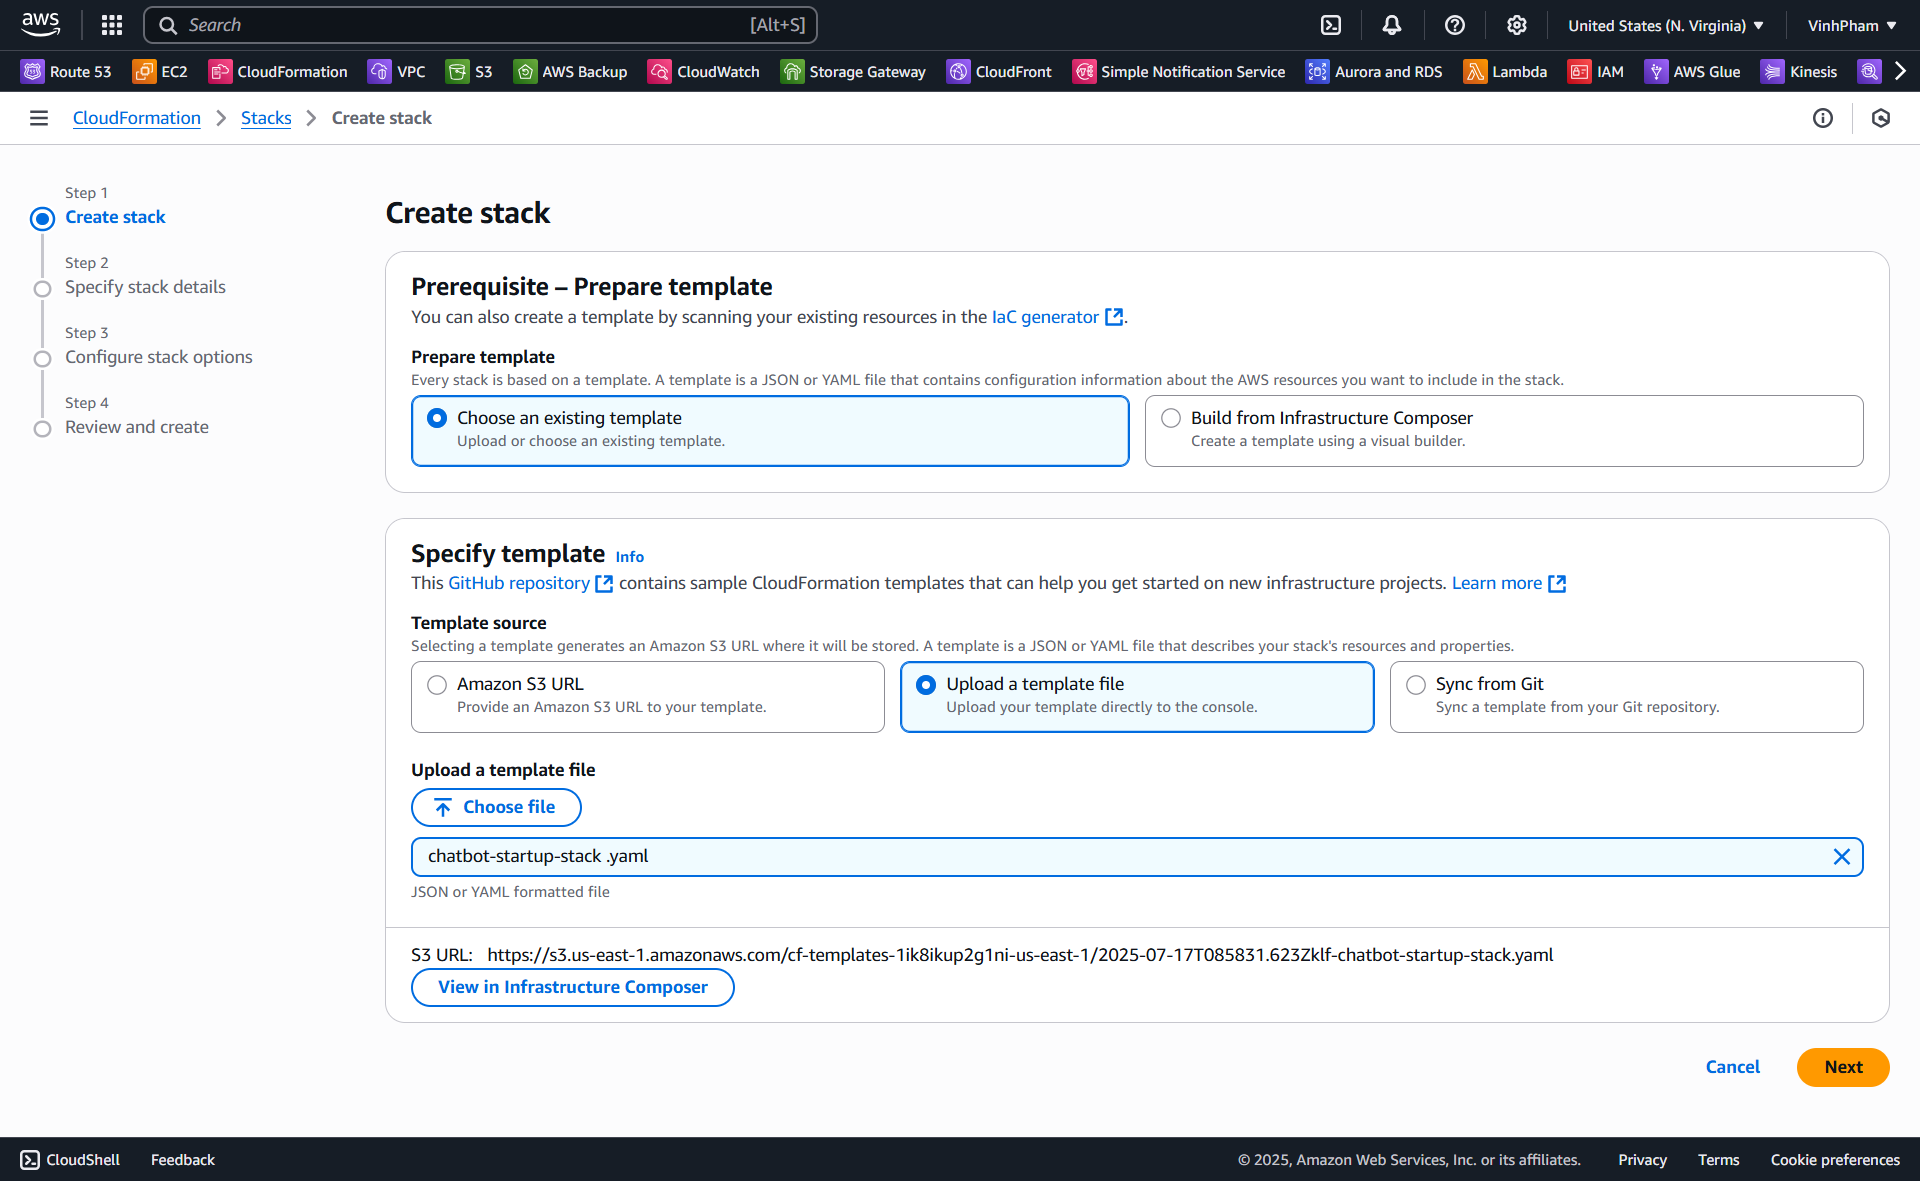 aws
Search [Alt+S]
United States (N. Virginia) VinhPham
Route 53 EC2 CloudFormation VPC S3 AWS Backup CloudWatch Storage Gateway CloudFront Simple Notification Service Aurora and RDS Lambda IAM AWS Glue Kinesis
CloudFormation Stacks Create stack
Step 1
Create stack
Step 2
Specify stack details
Step 3
Configure stack options
Step 4
Review and create
Create stack
Prerequisite – Prepare template
You can also create a template by scanning your existing resources in the IaC generator.
Prepare template
Every stack is based on a template. A template is a JSON or YAML file that contains configuration information about the AWS resources you want to include in the stack.
Choose an existing template
Upload or choose an existing template.
Build from Infrastructure Composer
Create a template using a visual builder.
Specify template Info
This GitHub repository contains sample CloudFormation templates that can help you get started on new infrastructure projects. Learn more
Template source
Selecting a template generates an Amazon S3 URL where it will be stored. A template is a JSON or YAML file that describes your stack's resources and properties.
Amazon S3 URL
Provide an Amazon S3 URL to your template.
Upload a template file
Upload your template directly to the console.
Sync from Git
Sync a template from your Git repository.
Upload a template file
Choose file
chatbot-startup-stack .yaml
JSON or YAML formatted file
S3 URL: https://s3.us-east-1.amazonaws.com/cf-templates-1ik8ikup2g1ni-us-east-1/2025-07-17T085831.623Zklf-chatbot-startup-stack.yaml
View in Infrastructure Composer
Cancel Next
CloudShell Feedback © 2025, Amazon Web Services, Inc. or its affiliates. Privacy Terms Cookie preferences